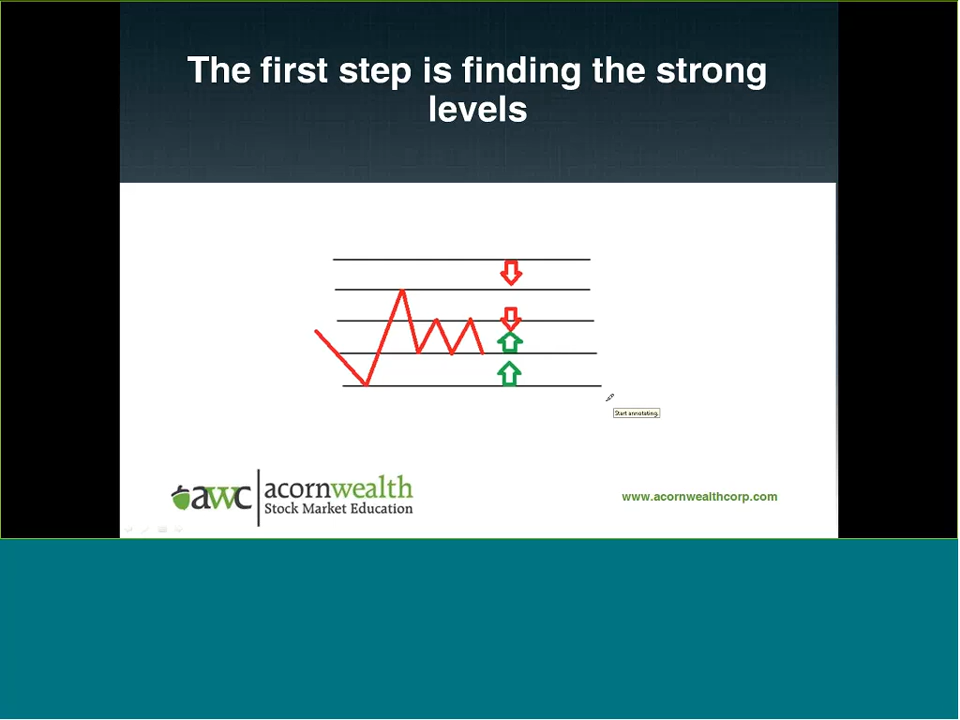 The first step is finding the strong
levels
Start annotating.
awc acornwealth
Stock Market Education
www.acornwealthcorp.com